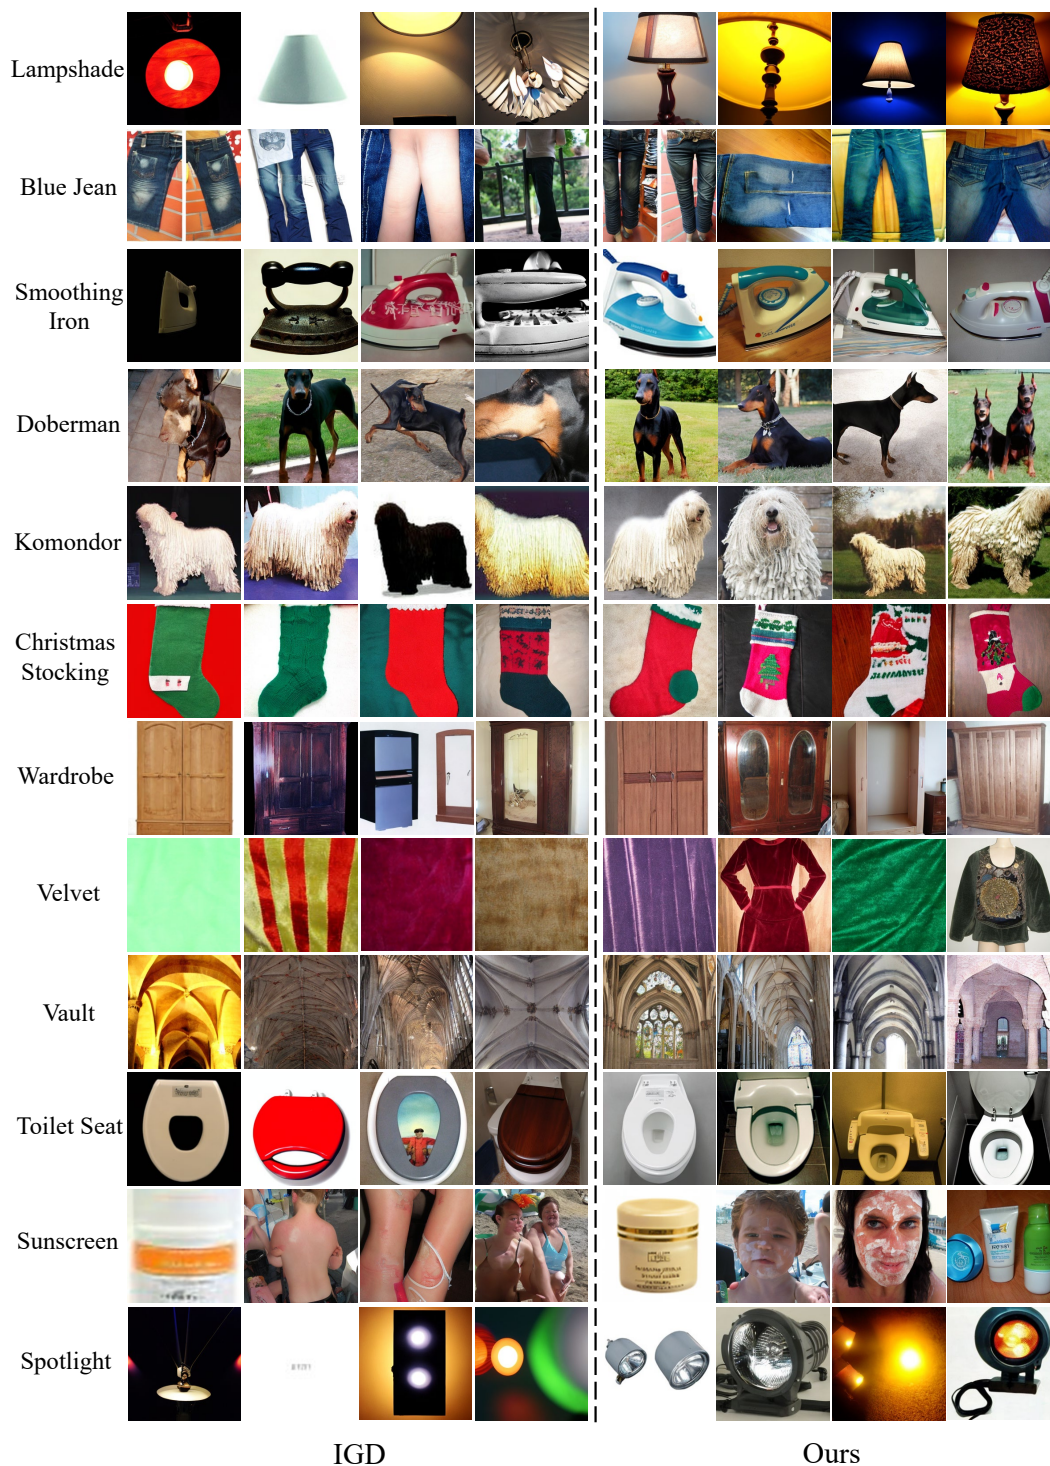 Lampshade
Blue Jean
Smoothing
Iron
Doberman
Komondor
Christmas
Stocking
Wardrobe
Velvet
Vault
Toilet Seat
Sunscreen
Spotlight
IGD
Ours